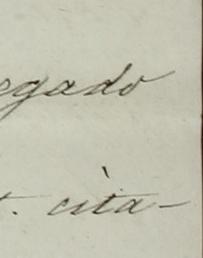 egado
t. cita-